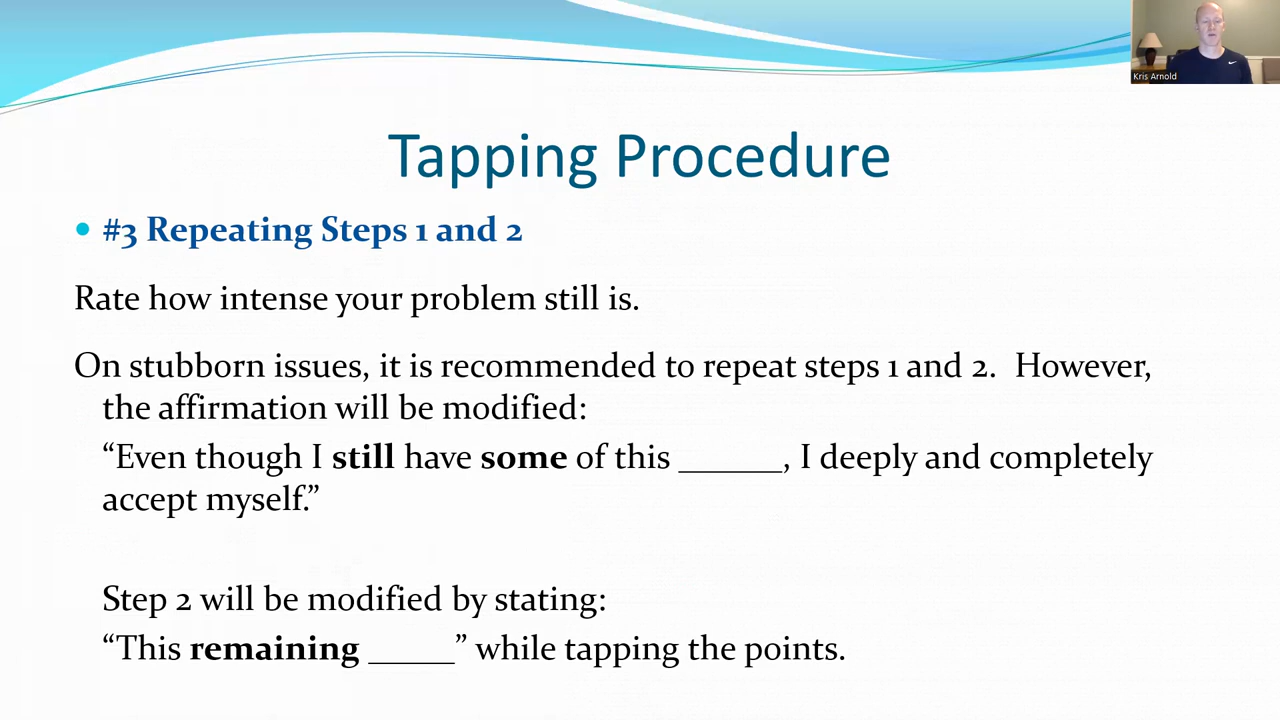 Kris Arnold
Tapping Procedure
• #3 Repeating Steps 1 and 2
Rate how intense your problem still is.
On stubborn issues, it is recommended to repeat steps 1 and 2.  However,
the affirmation will be modified:
“Even though I still have some of this ______, I deeply and completely
accept myself.”
Step 2 will be modified by stating:
“This remaining _____” while tapping the points.